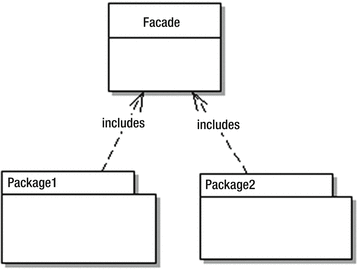 Facade
includes
includes
Package1
Package2